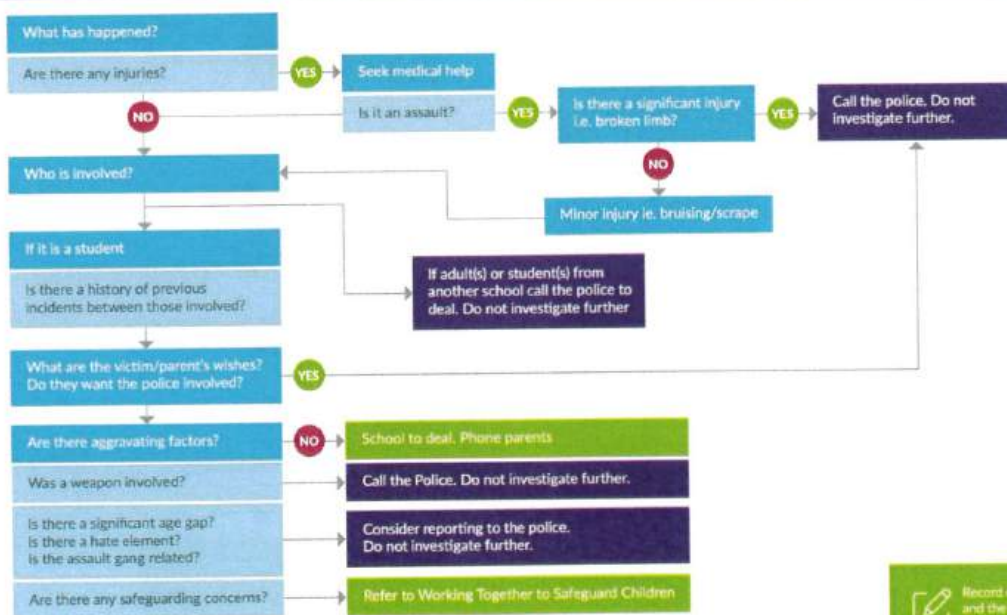 What has happened?
Are there any injuries?
YES
Seek medical help
Is it an assault?
YES
Is there a significant injury
i.e. broken limb?
YES
Call the police. Do not
investigate further.
NO
NO
Who is involved?
Minor injury ie. bruising/scrape
If it is a student
Is there a history of previous
incidents between those involved?
If adult(s) or student(s) from
another school call the police to
deal. Do not investigate further
What are the victim/parent's wishes?
Do they want the police involved?
YES
Are there aggravating factors?
NO
School to deal. Phone parents
Was a weapon involved?
Call the Police. Do not investigate further.
Is there a significant age gap?
Is there a hate element?
Is the assault gang related?
Consider reporting to the police.
Do not investigate further.
Are there any safeguarding concerns?
Refer to Working Together to Safeguard Children
and the